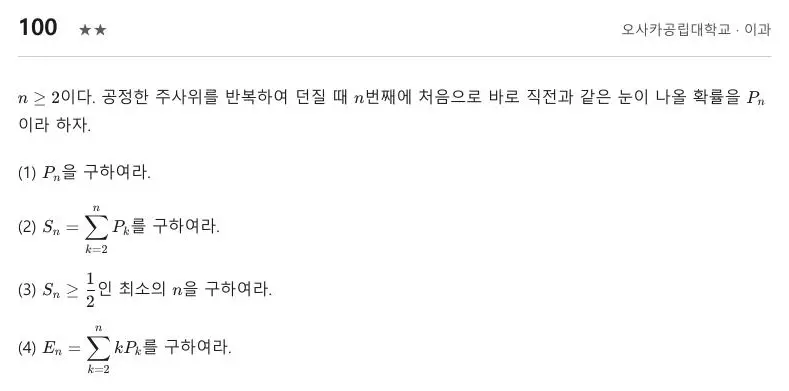 100 ★★ 오사카공립대학교 · 이과
n ≥ 2이다. 공정한 주사위를 반복하여 던질 때 n번째에 처음으로 바로 직전과 같은 눈이 나올 확률을 Pₙ
이라 하자.
(1) Pₙ을 구하여라.
(2) Sₙ = ∑_{k=2}^{n} Pₖ를 구하여라.
(3) Sₙ ≥ 1/2인 최소의 n을 구하여라.
(4) Eₙ = ∑_{k=2}^{n} kPₖ를 구하여라.